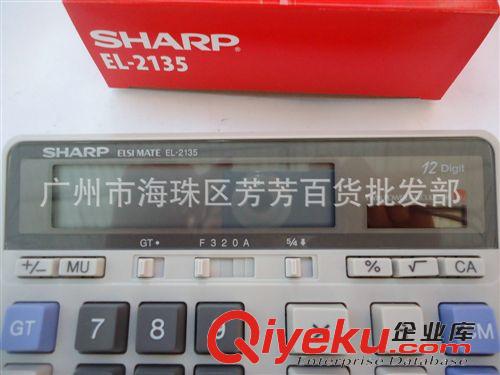 SHARP®
EL-2135
SHARP ELSI MATE EL-2135
12 Digit
广州市海珠区芳芳百货批发部
GT • F 3 2 0 A 5/4
+/− MU % √ CA
GT 7 8 M
Qiyeku.com 企业库
Enterprise Database